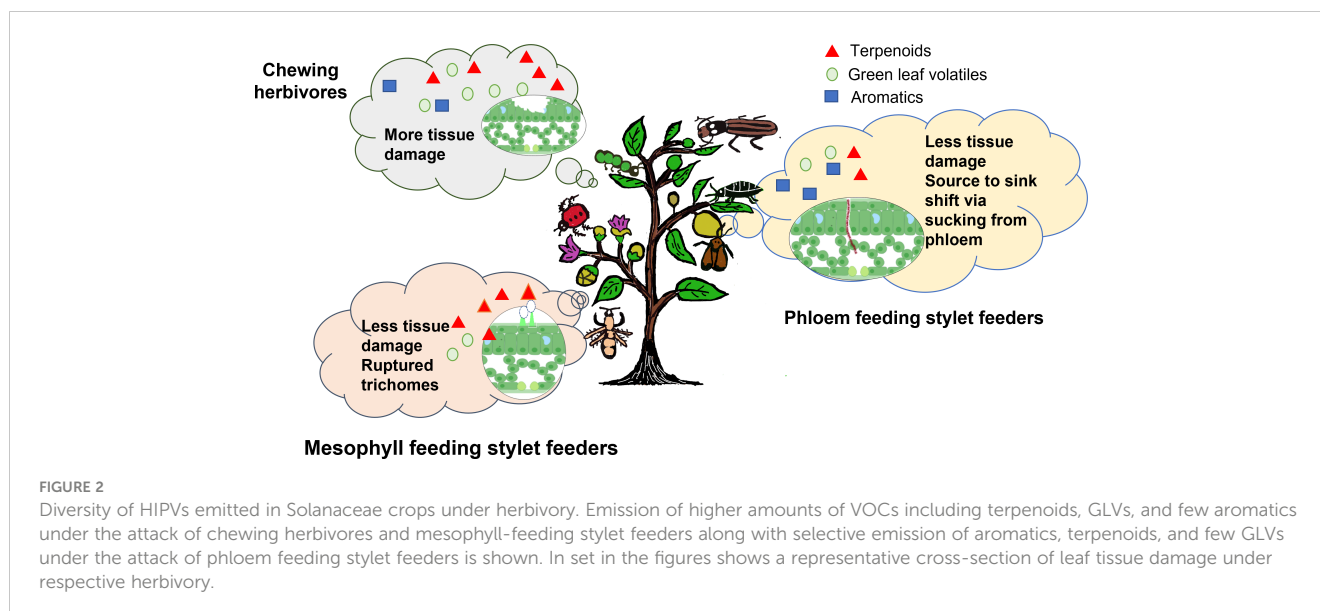 Chewing
herbivores
More tissue
damage
Terpenoids
Green leaf volatiles
Aromatics
Less tissue
damage
Source to sink
shift via
sucking from
phloem
Phloem feeding stylet feeders
Less tissue
damage
Ruptured
trichomes
Mesophyll feeding stylet feeders
FIGURE 2
Diversity of HIPVs emitted in Solanaceae crops under herbivory. Emission of higher amounts of VOCs including terpenoids, GLVs, and few aromatics
under the attack of chewing herbivores and mesophyll-feeding stylet feeders along with selective emission of aromatics, terpenoids, and few GLVs
under the attack of phloem feeding stylet feeders is shown. In set in the figures shows a representative cross-section of leaf tissue damage under
respective herbivory.